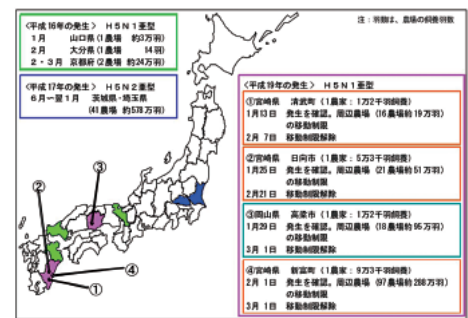 注：羽数は、農場の飼養羽数
<平成16年の発生> H5N1亜型
1月 山口県(1農場 約3万羽)
2月 大分県(1農場 14羽)
2・3月 京都府(2農場 約24万羽)
<平成17年の発生> H5N2亜型
6月～翌1月 茨城県・埼玉県
(41農場 約578万羽)
<平成19年の発生> H5N1亜型
①宮崎県 清武町(1農家：1万2千羽飼養)
1月13日 発生を確認。周辺農場(16農場約19万羽)
の移動制限
2月 7日 移動制限解除
②宮崎県 日向市(1農家：5万3千羽飼養)
1月25日 発生を確認。周辺農場(21農場約51万羽)
の移動制限
2月21日 移動制限解除
③岡山県 高梁市(1農家：1万2千羽飼養)
1月29日 発生を確認。周辺農場(18農場約95万羽)
の移動制限
3月 1日 移動制限解除
④宮崎県 新富町(1農家：9万3千羽飼養)
2月 1日 発生を確認。周辺農場(97農場約288万羽)
の移動制限
3月 1日 移動制限解除
③
②
④
①